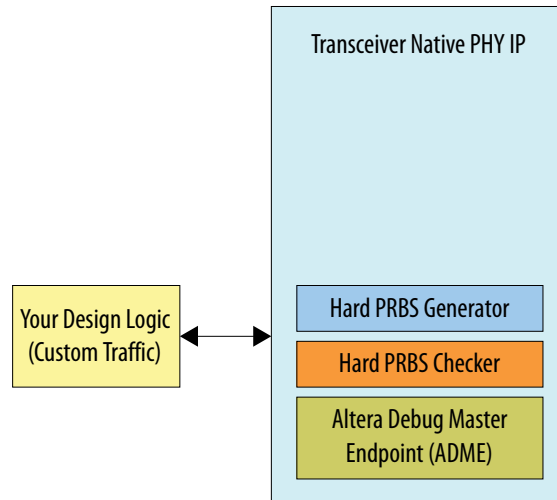 Transceiver Native PHY IP
Your Design Logic
(Custom Traffic)
Hard PRBS Generator
Hard PRBS Checker
Altera Debug Master
Endpoint (ADME)